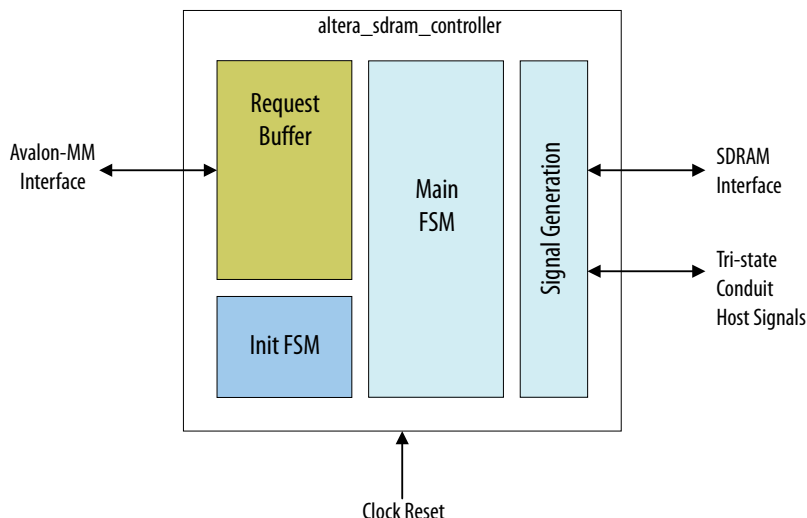 altera_sdram_controller
Request
Buffer
Avalon-MM
Interface
Main
FSM
Signal Generation
SDRAM
Interface
Tri-state
Conduit
Host Signals
Init FSM
Clock Reset